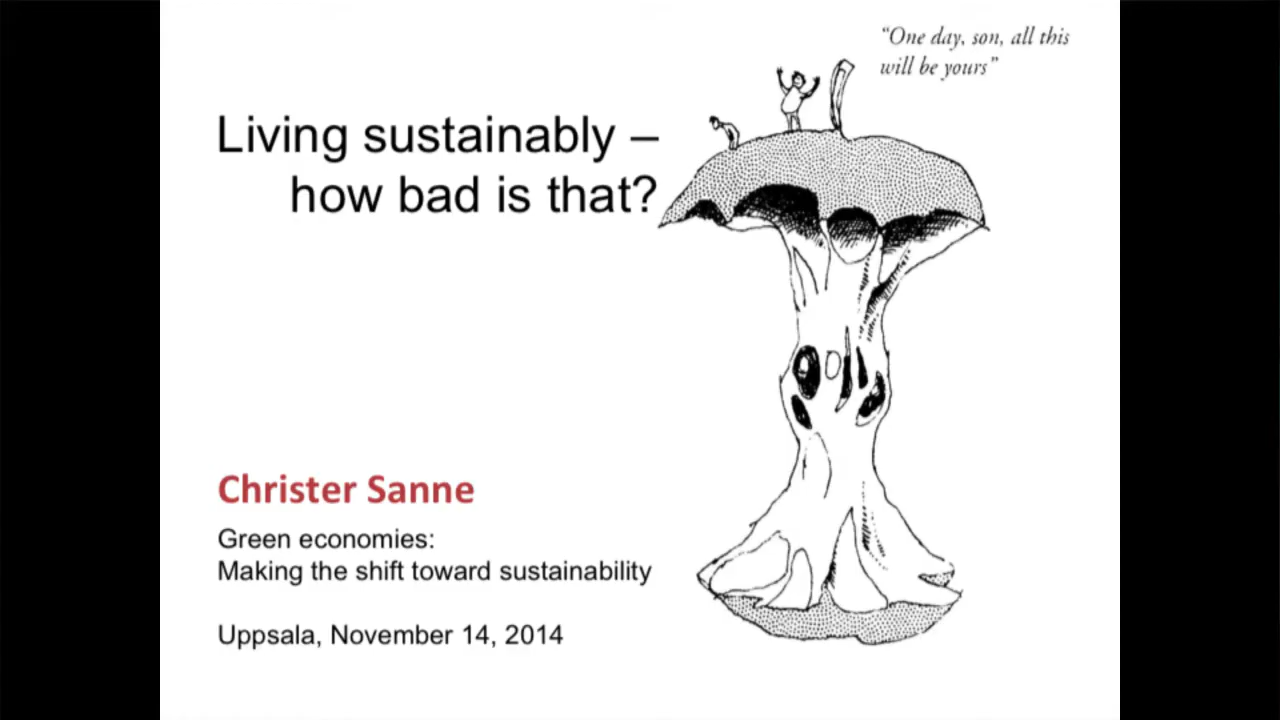 “One day, son, all this
will be yours”
Living sustainably –
how bad is that?
Christer Sanne
Green economies:
Making the shift toward sustainability
Uppsala, November 14, 2014